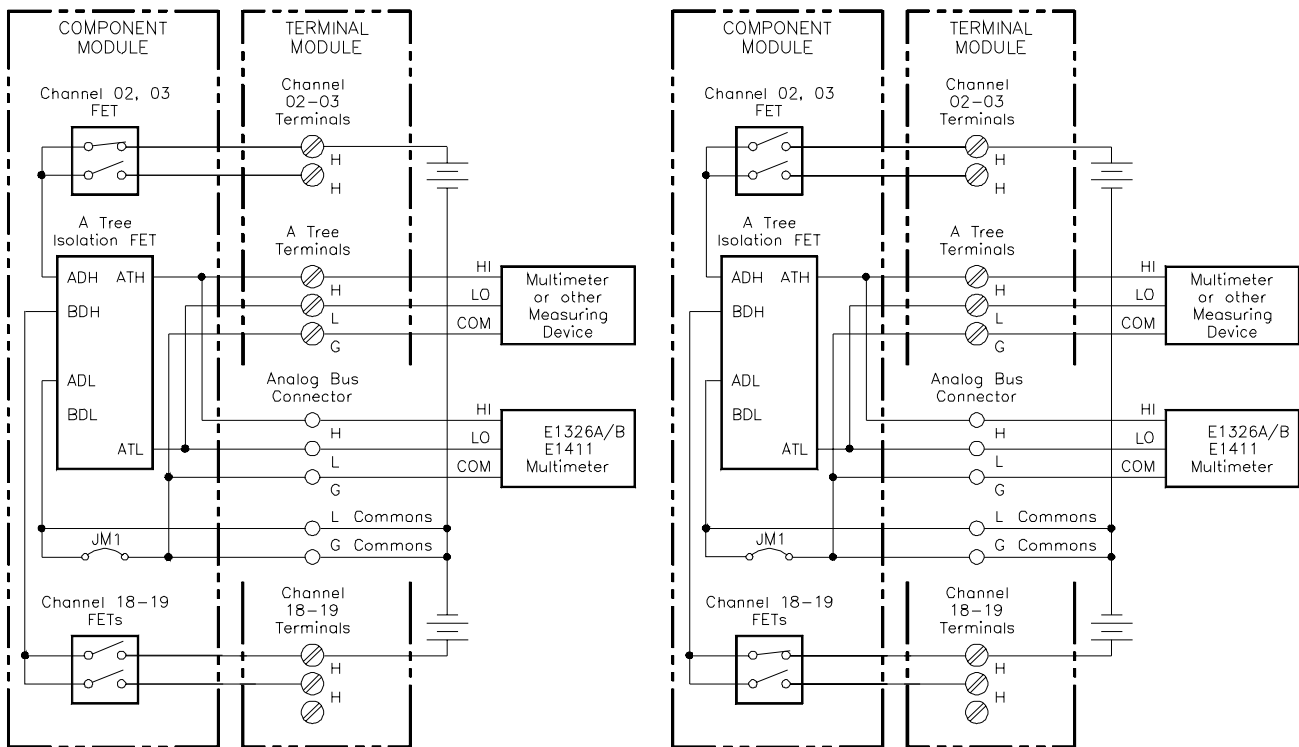 COMPONENT
MODULE
TERMINAL
MODULE
Channel 02, 03
FET
Channel
02-03
Terminals
H
H
A Tree
Isolation FET
A Tree
Terminals
ADH
ATH
BDH
ADL
BDL
ATL
H
L
G
HI
LO
COM
Multimeter
or other
Measuring
Device
Analog Bus
Connector
H
L
G
HI
LO
COM
E1326A/B
E1411
Multimeter
L Commons
G Commons
JM1
Channel 18-19
FETs
Channel
18-19
Terminals
H
H
COMPONENT
MODULE
TERMINAL
MODULE
Channel 02, 03
FET
Channel
02-03
Terminals
H
H
A Tree
Isolation FET
A Tree
Terminals
ADH
ATH
BDH
ADL
BDL
ATL
H
L
G
HI
LO
COM
Multimeter
or other
Measuring
Device
Analog Bus
Connector
H
L
G
HI
LO
COM
E1326A/B
E1411
Multimeter
L Commons
G Commons
JM1
Channel 18-19
FETs
Channel
18-19
Terminals
H
H